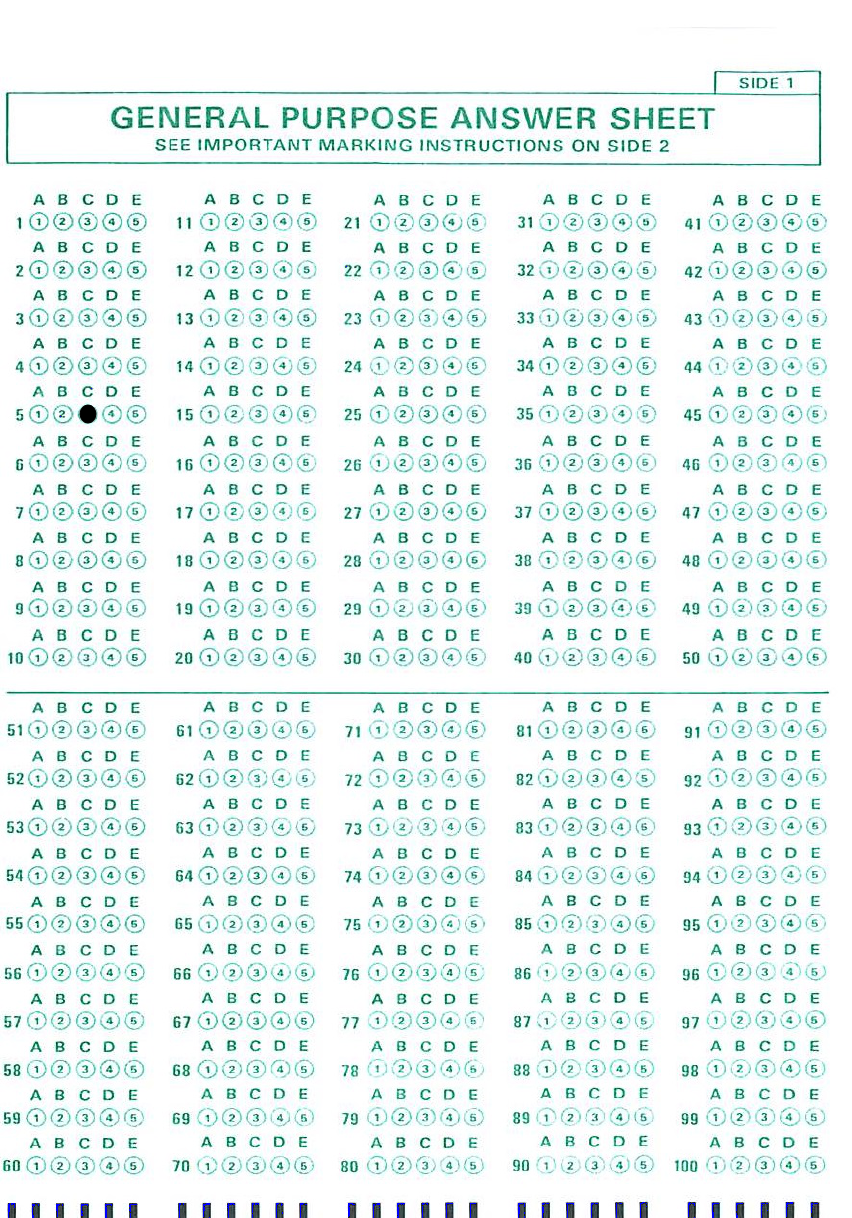 SIDE 1
GENERAL PURPOSE ANSWER SHEET
SEE IMPORTANT MARKING INSTRUCTIONS ON SIDE 2
A B C D E A B C D E A B C D E A B C D E A B C D E
1 1 2 3 4 5 11 1 2 3 4 5 21 1 2 3 4 5 31 1 2 3 4 5 41 1 2 3 4 5
A B C D E A B C D E A B C D E A B C D E A B C D E
2 1 2 3 4 5 12 1 2 3 4 5 22 1 2 3 4 5 32 1 2 3 4 5 42 1 2 3 4 5
A B C D E A B C D E A B C D E A B C D E A B C D E
3 1 2 3 4 5 13 1 2 3 4 5 23 1 2 3 4 5 33 1 2 3 4 5 43 1 2 3 4 5
A B C D E A B C D E A B C D E A B C D E A B C D E
4 1 2 3 4 5 14 1 2 3 4 5 24 1 2 3 4 5 34 1 2 3 4 5 44 1 2 3 4 5
A B C D E A B C D E A B C D E A B C D E A B C D E
5 1 2 4 5 15 1 2 3 4 5 25 1 2 3 4 5 35 1 2 3 4 5 45 1 2 3 4 5
A B C D E A B C D E A B C D E A B C D E A B C D E
6 1 2 3 4 5 16 1 2 3 4 5 26 1 2 3 4 5 36 1 2 3 4 5 46 1 2 3 4 5
A B C D E A B C D E A B C D E A B C D E A B C D E
7 1 2 3 4 5 17 1 2 3 4 5 27 1 2 3 4 5 37 1 2 3 4 5 47 1 2 3 4 5
A B C D E A B C D E A B C D E A B C D E A B C D E
8 1 2 3 4 5 18 1 2 3 4 5 28 1 2 3 4 5 38 1 2 3 4 5 48 1 2 3 4 5
A B C D E A B C D E A B C D E A B C D E A B C D E
9 1 2 3 4 5 19 1 2 3 4 5 29 1 2 3 4 5 39 1 2 3 4 5 49 1 2 3 4 5
A B C D E A B C D E A B C D E A B C D E A B C D E
10 1 2 3 4 5 20 1 2 3 4 5 30 1 2 3 4 5 40 1 2 3 4 5 50 1 2 3 4 5
A B C D E A B C D E A B C D E A B C D E A B C D E
51 1 2 3 4 5 61 1 2 3 4 5 71 1 2 3 4 5 81 1 2 3 4 5 91 1 2 3 4 5
A B C D E A B C D E A B C D E A B C D E A B C D E
52 1 2 3 4 5 62 1 2 3 4 5 72 1 2 3 4 5 82 1 2 3 4 5 92 1 2 3 4 5
A B C D E A B C D E A B C D E A B C D E A B C D E
53 1 2 3 4 5 63 1 2 3 4 5 73 1 2 3 4 5 83 1 2 3 4 5 93 1 2 3 4 5
A B C D E A B C D E A B C D E A B C D E A B C D E
54 1 2 3 4 5 64 1 2 3 4 5 74 1 2 3 4 5 84 1 2 3 4 5 94 1 2 3 4 5
A B C D E A B C D E A B C D E A B C D E A B C D E
55 1 2 3 4 5 65 1 2 3 4 5 75 1 2 3 4 5 85 1 2 3 4 5 95 1 2 3 4 5
A B C D E A B C D E A B C D E A B C D E A B C D E
56 1 2 3 4 5 66 1 2 3 4 5 76 1 2 3 4 5 86 1 2 3 4 5 96 1 2 3 4 5
A B C D E A B C D E A B C D E A B C D E A B C D E
57 1 2 3 4 5 67 1 2 3 4 5 77 1 2 3 4 5 87 1 2 3 4 5 97 1 2 3 4 5
A B C D E A B C D E A B C D E A B C D E A B C D E
58 1 2 3 4 5 68 1 2 3 4 5 78 1 2 3 4 5 88 1 2 3 4 5 98 1 2 3 4 5
A B C D E A B C D E A B C D E A B C D E A B C D E
59 1 2 3 4 5 69 1 2 3 4 5 79 1 2 3 4 5 89 1 2 3 4 5 99 1 2 3 4 5
A B C D E A B C D E A B C D E A B C D E A B C D E
60 1 2 3 4 5 70 1 2 3 4 5 80 1 2 3 4 5 90 1 2 3 4 5 100 1 2 3 4 5